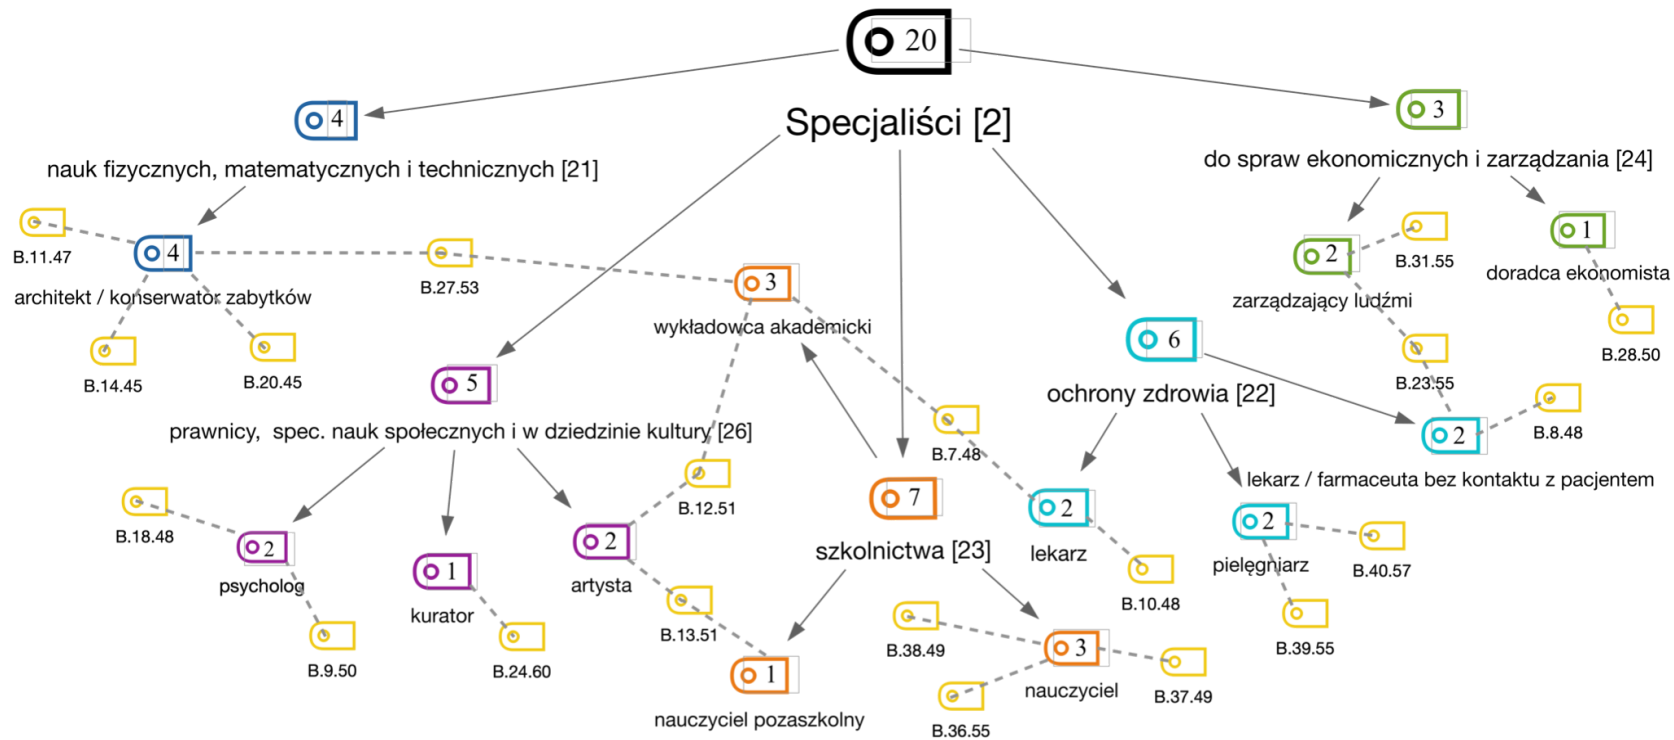 20
Specjaliści [2]
4
nauk fizycznych, matematycznych i technicznych [21]
3
do spraw ekonomicznych i zarządzania [24]
B.11.47
4
architekt / konserwator zabytków
B.14.45
B.20.45
B.27.53
3
wykładowca akademicki
2
zarządzający ludźmi
B.31.55
B.23.55
1
doradca ekonomista
B.28.50
5
prawnicy, spec. nauk społecznych i w dziedzinie kultury [26]
6
ochrony zdrowia [22]
2
lekarz / farmaceuta bez kontaktu z pacjentem
B.8.48
B.7.48
B.12.51
7
szkolnictwa [23]
B.18.48
2
psycholog
B.9.50
1
kurator
B.24.60
2
artysta
B.13.51
1
nauczyciel pozaszkolny
2
lekarz
B.10.48
2
pielęgniarz
B.40.57
B.39.55
B.38.49
3
nauczyciel
B.37.49
B.36.55